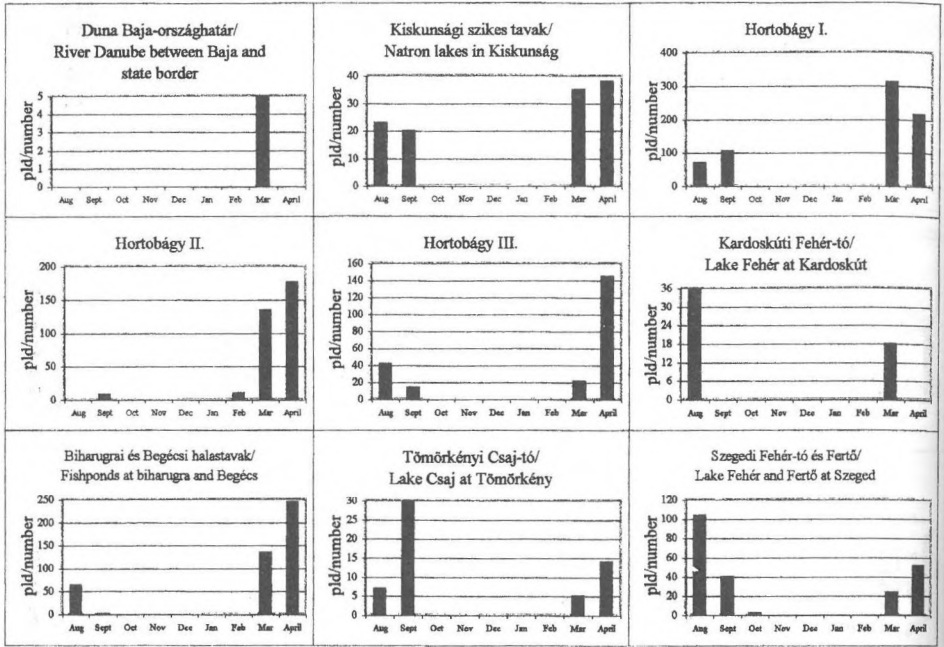 Duna Baja-országhatár/
River Danube between Baja and
state border
pld/number
5
4
3
2
1
0
Aug Sept Oct Nov Dec Jan Feb Mar April
Kiskunsági szikes tavak/
Natron lakes in Kiskunság
pld/number
40
30
20
10
0
Aug Sept Oct Nov Dec Jan Feb Mar April
Hortobágy I.
pld/number
400
300
200
100
0
Aug Sept Oct Nov Dec Jan Feb Mar April
Hortobágy II.
pld/number
200
150
100
50
0
Aug Sept Oct Nov Dec Jan Feb Mar April
Hortobágy III.
pld/number
160
140
120
100
80
60
40
20
0
Aug Sept Oct Nov Dec Jan Feb Mar April
Kardoskúti Fehér-tó/
Lake Fehér at Kardoskút
pld/number
36
30
24
18
12
6
0
Aug Sept Oct Nov Dec Jan Feb Mar April
Biharugrai és Begécsi halastavak/
Fishponds at biharugra and Begécs
pld/number
250
200
150
100
50
0
Aug Sept Oct Nov Dec Jan Feb Mar April
Tömörkényi Csaj-tó/
Lake Csaj at Tömörkény
pld/number
30
25
20
15
10
5
0
Aug Sept Oct Nov Dec Jan Feb Mar April
Szegedi Fehér-tó és Fertő/
Lake Fehér and Fertő at Szeged
pld/number
120
100
80
60
40
20
0
Aug Sept Oct Nov Dec Jan Feb Mar April